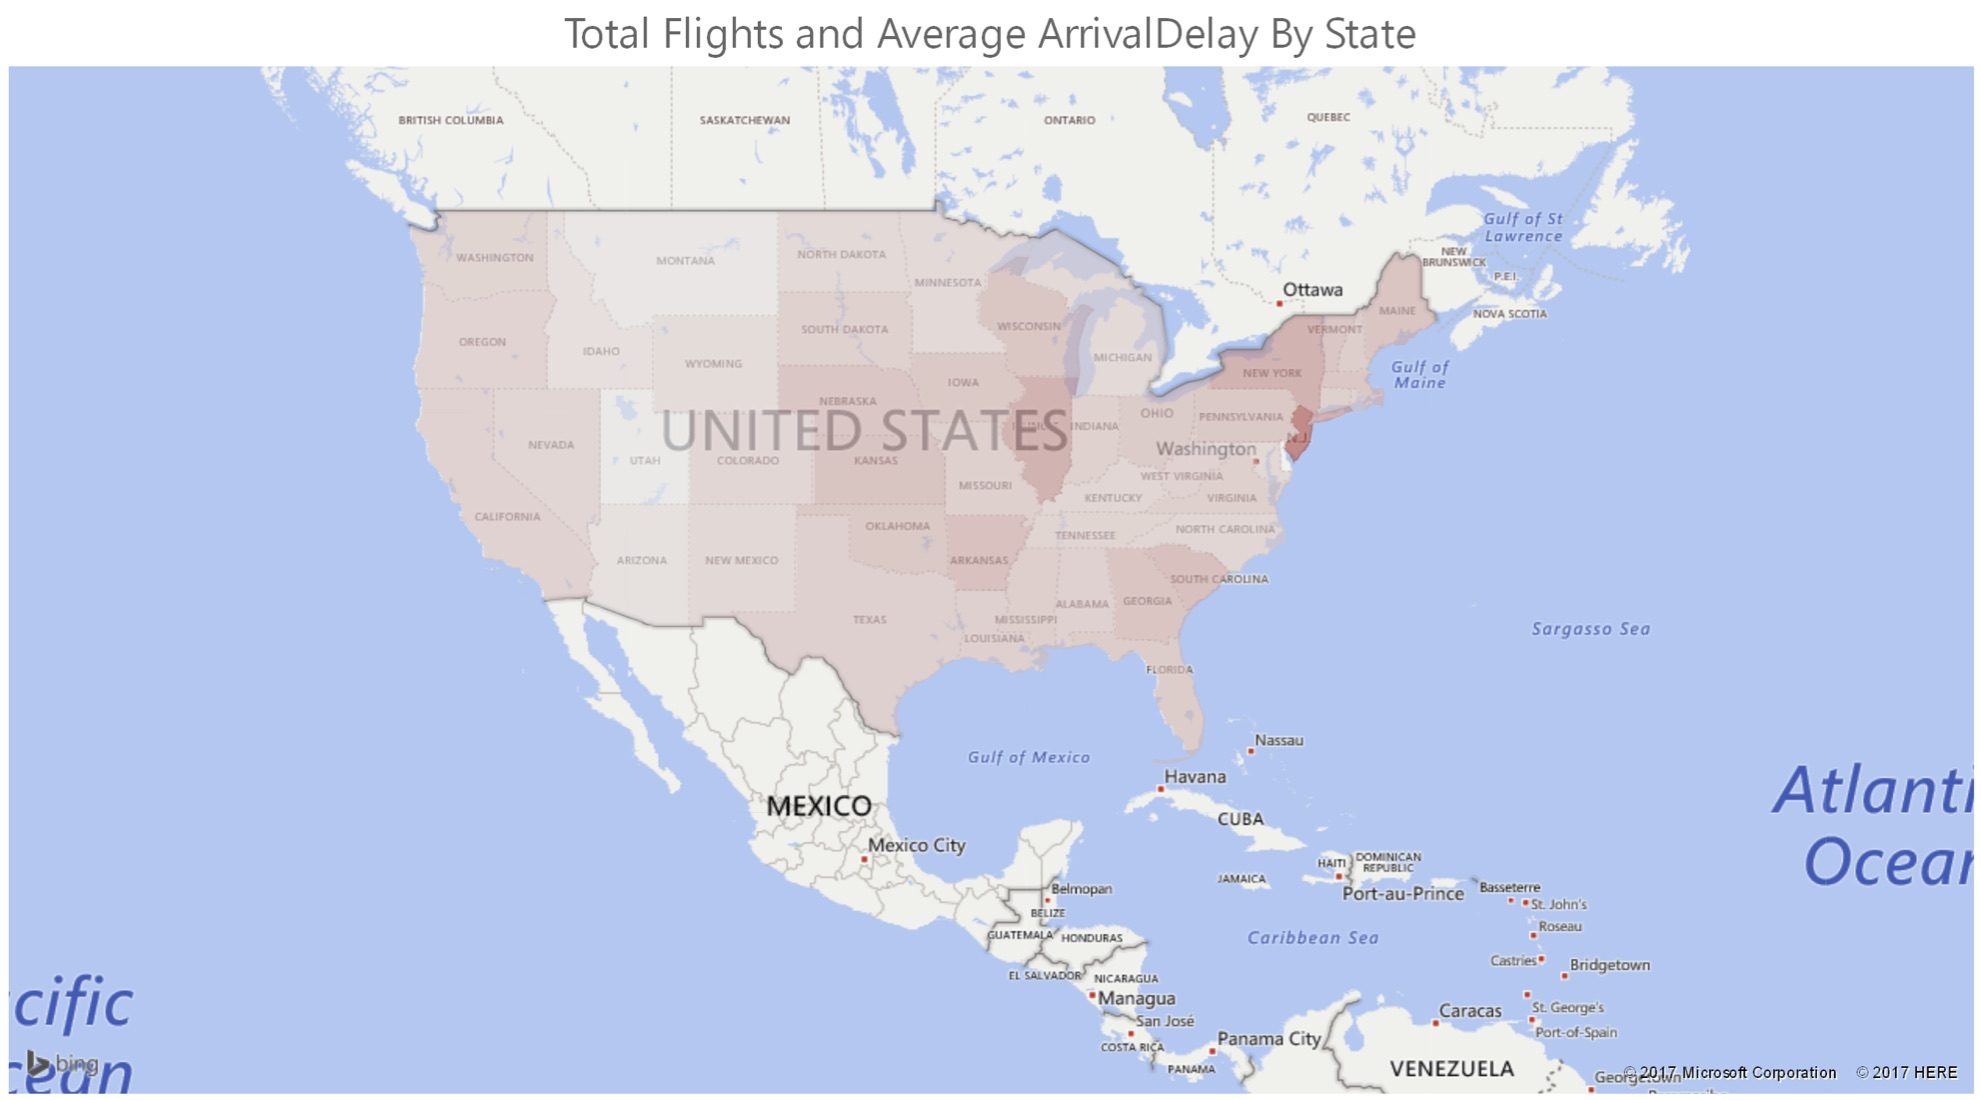 Total Flights and Average ArrivalDelay By State
BRITISH COLUMBIA
SASKATCHEWAN
ONTARIO
QUEBEC
Gulf of St
Lawrence
NEW
BRUNSWICK
P.E.I.
NOVA SCOTIA
Ottawa
Gulf of
Maine
WASHINGTON
MONTANA
NORTH DAKOTA
MINNESOTA
MAINE
VERMONT
OREGON
IDAHO
WYOMING
SOUTH DAKOTA
WISCONSIN
MICHIGAN
NEW YORK
IOWA
NEBRASKA
UNITED STATES
ILLINOIS
INDIANA
OHIO
PENNSYLVANIA
NJ
NEVADA
UTAH
COLORADO
KANSAS
MISSOURI
Washington
WEST VIRGINIA
KENTUCKY
VIRGINIA
CALIFORNIA
OKLAHOMA
TENNESSEE
NORTH CAROLINA
ARIZONA
NEW MEXICO
ARKANSAS
SOUTH CAROLINA
TEXAS
MISSISSIPPI
ALABAMA
GEORGIA
LOUISIANA
FLORIDA
Sargasso Sea
Gulf of Mexico
Nassau
Havana
CUBA
MEXICO
Mexico City
Atlanti
Ocean
HAITI
DOMINICAN
REPUBLIC
JAMAICA
Port-au-Prince
Basseterre
St. John's
Roseau
Belmopan
BELIZE
GUATEMALA
HONDURAS
Caribbean Sea
Castries
Bridgetown
EL SALVADOR
NICARAGUA
Managua
St. George's
Port-of-Spain
San José
COSTA RICA
Caracas
Panama City
PANAMA
VENEZUELA
Georgetown
cific
cean
bing
© 2017 Microsoft Corporation © 2017 HERE